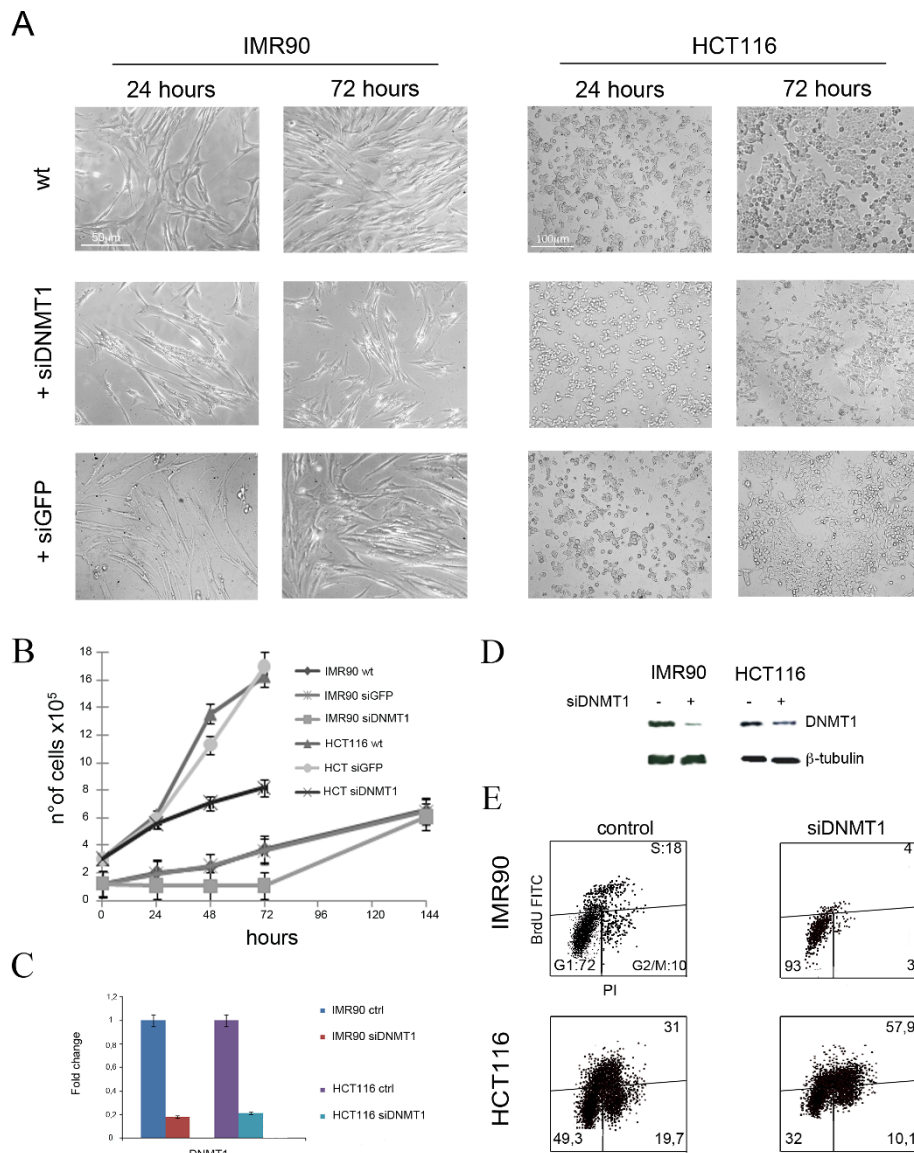 A
IMR90
HCT116
24 hours
72 hours
24 hours
72 hours
wt
50µm
100µm
+ siDNMT1
+ siGFP
B
n°of cells x10⁵
18
16
14
12
10
8
6
4
2
0
0
24
48
72
96
120
144
hours
IMR90 wt
IMR90 siGFP
IMR90 siDNMT1
HCT116 wt
HCT siGFP
HCT siDNMT1
C
Fold change
1,2
1
0,8
0,6
0,4
0,2
0
DNMT1
IMR90 ctrl
IMR90 siDNMT1
HCT116 ctrl
HCT116 siDNMT1
D
IMR90
HCT116
siDNMT1
-
+
-
+
DNMT1
β-tubulin
E
control
siDNMT1
IMR90
BrdU FITC
S:18
G1:72
G2/M:10
PI
4
93
3
HCT116
31
49,3
19,7
57,9
32
10,1